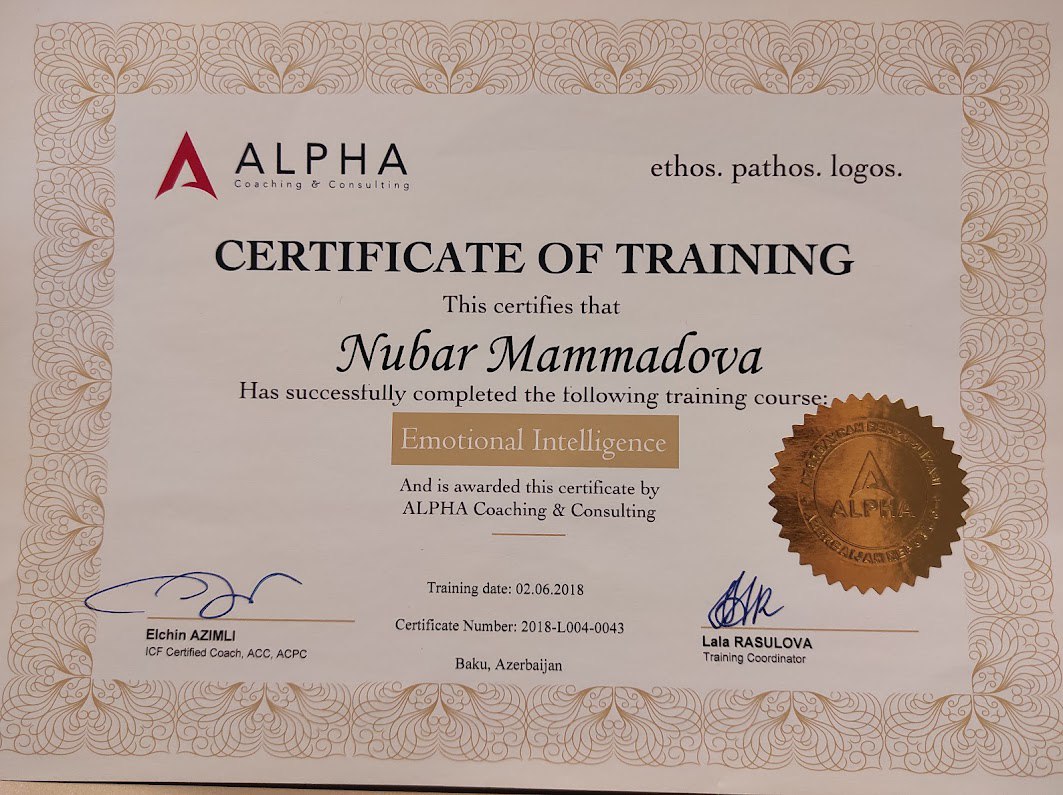 ALPHA
Coaching & Consulting
ethos. pathos. logos.
CERTIFICATE OF TRAINING
This certifies that
Nubar Mammadova
Has successfully completed the following training course:
Emotional Intelligence
And is awarded this certificate by
ALPHA Coaching & Consulting
ALPHA
Training date: 02.06.2018
Certificate Number: 2018-L004-0043
Baku, Azerbaijan
Elchin AZIMLI
ICF Certified Coach, ACC, ACPC
Lala RASULOVA
Training Coordinator